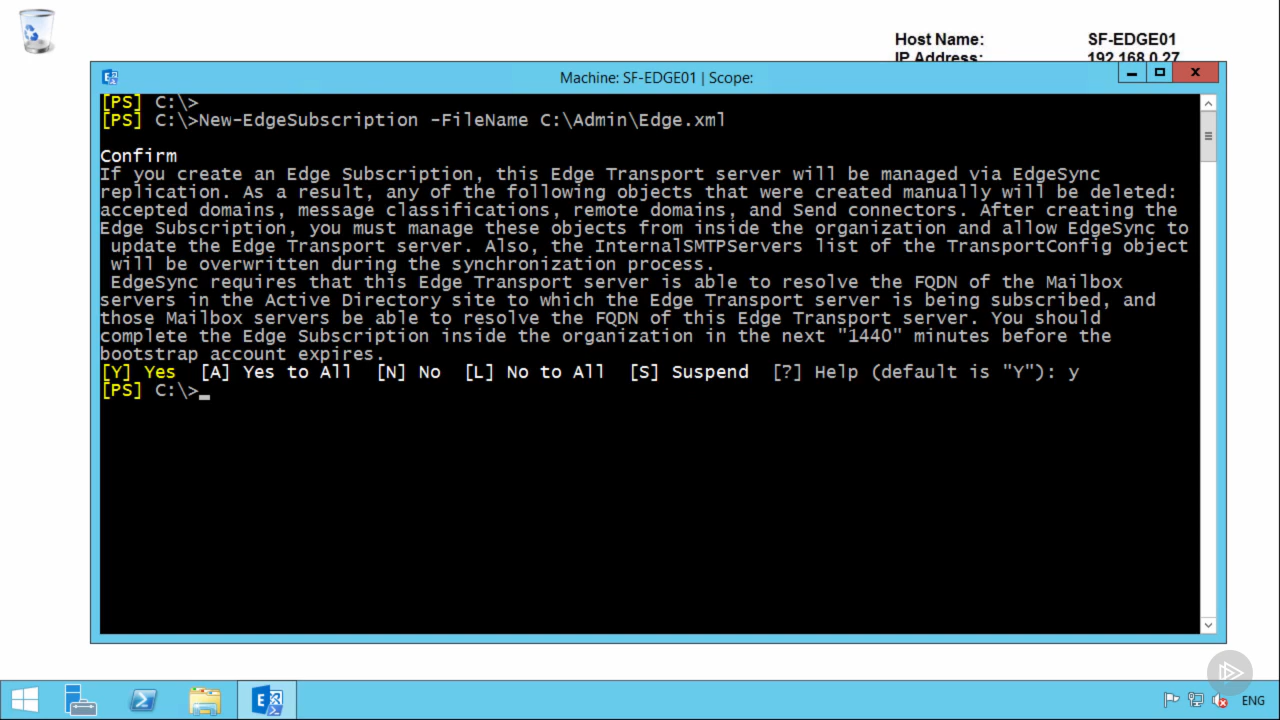 Host Name: SF-EDGE01
IP Address: 192.168.0.27
Machine: SF-EDGE01 | Scope:
[PS] C:\>
[PS] C:\>New-EdgeSubscription -FileName C:\Admin\Edge.xml
Confirm
If you create an Edge Subscription, this Edge Transport server will be managed via EdgeSync
replication. As a result, any of the following objects that were created manually will be deleted:
accepted domains, message classifications, remote domains, and Send connectors. After creating the
Edge Subscription, you must manage these objects from inside the organization and allow EdgeSync to
update the Edge Transport server. Also, the InternalSMTPServers list of the TransportConfig object
will be overwritten during the synchronization process.
EdgeSync requires that this Edge Transport server is able to resolve the FQDN of the Mailbox
servers in the Active Directory site to which the Edge Transport server is being subscribed, and
those Mailbox servers be able to resolve the FQDN of this Edge Transport server. You should
complete the Edge Subscription inside the organization in the next "1440" minutes before the
bootstrap account expires.
[Y] Yes [A] Yes to All [N] No [L] No to All [S] Suspend [?] Help (default is "Y"): y
[PS] C:\>
ENG